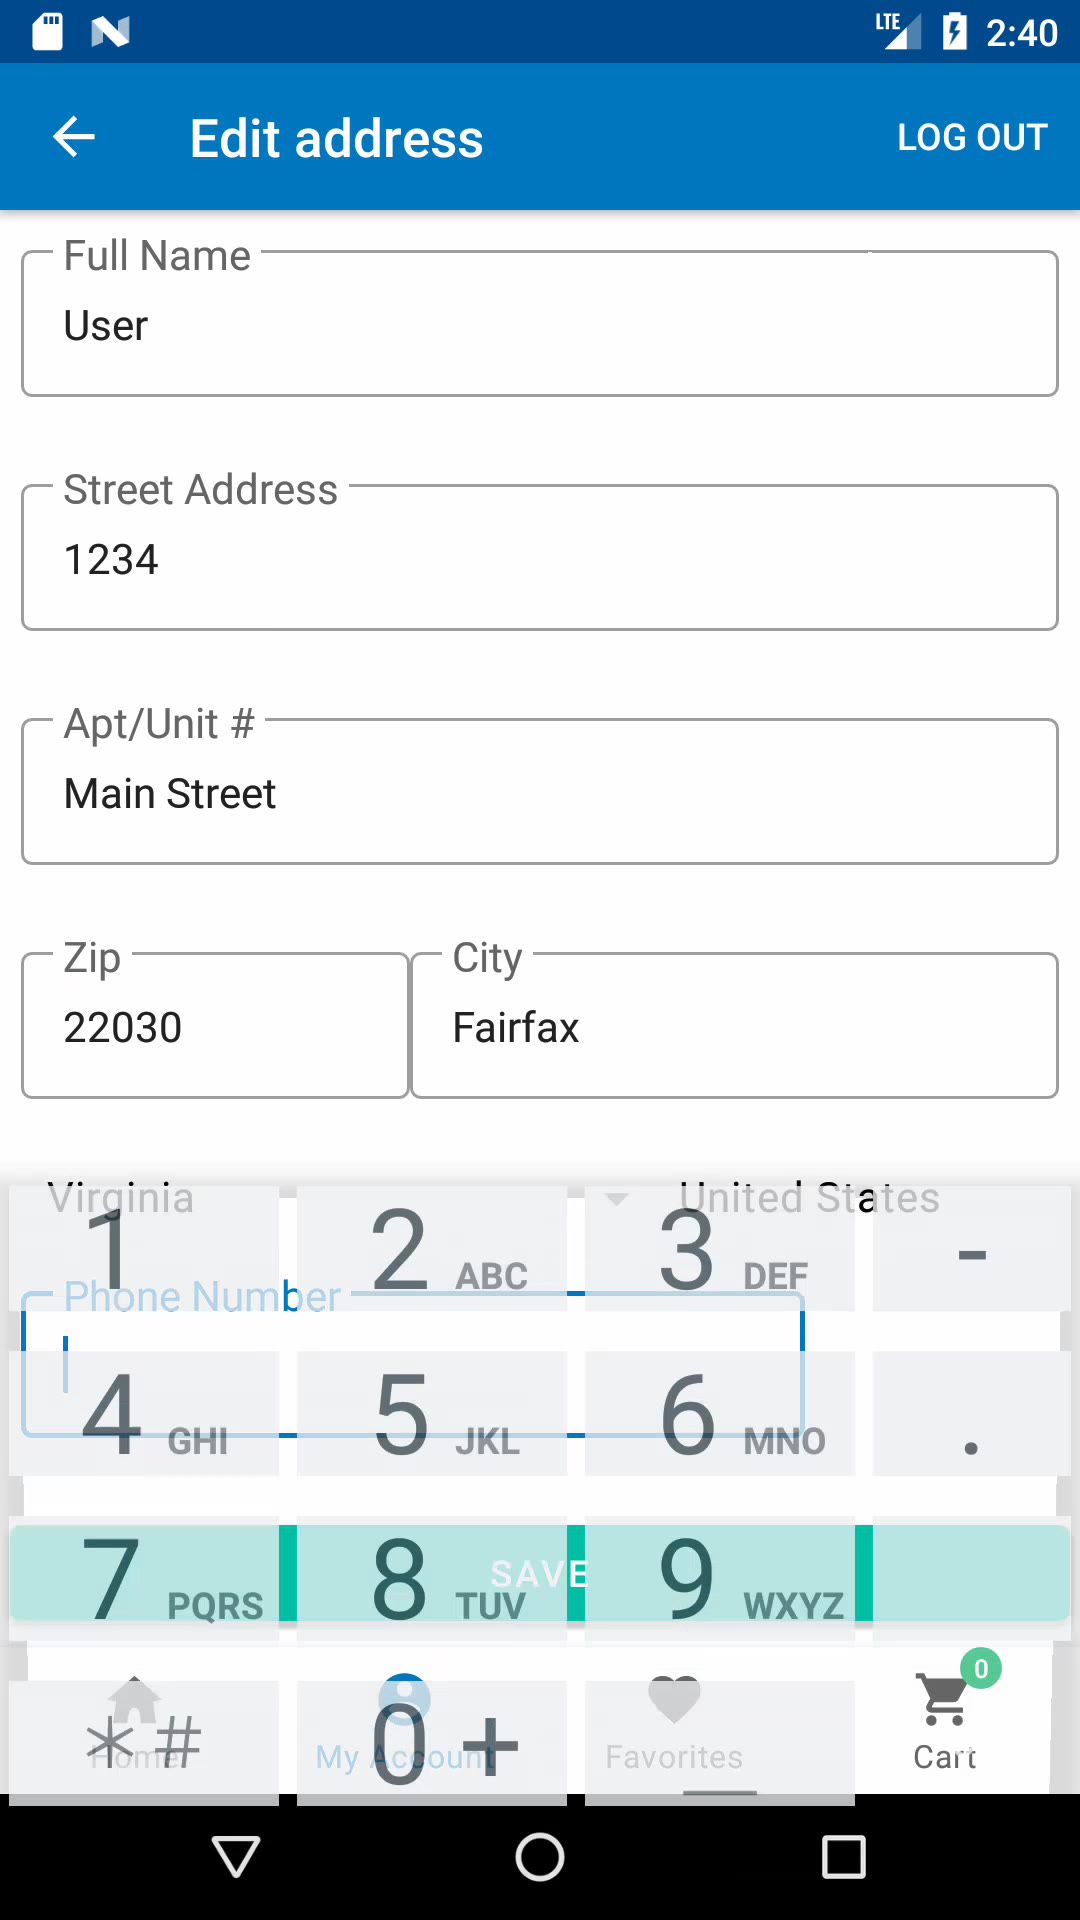 LTE 2:40
Edit address LOG OUT
Full Name
User
Street Address
1234
Apt/Unit #
Main Street
Zip City
22030 Fairfax
Virginia United States
1 2 ABC 3 DEF -
Phone Number
4 GHI 5 JKL 6 MNO .
SAVE
7 PQRS 8 TUV 9 WXYZ
0
* # 0 +
Home My Account Favorites Cart